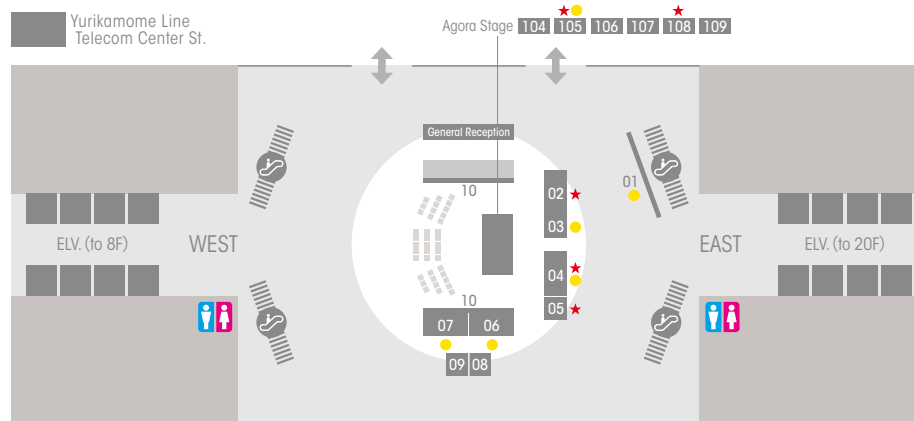 Yurikamome Line
Telecom Center St.
Agora Stage 104 105 106 107 108 109
General Reception
10
01
02
03
ELV. (to 8F)
WEST
EAST
ELV. (to 20F)
04
10
05
07 06
09 08